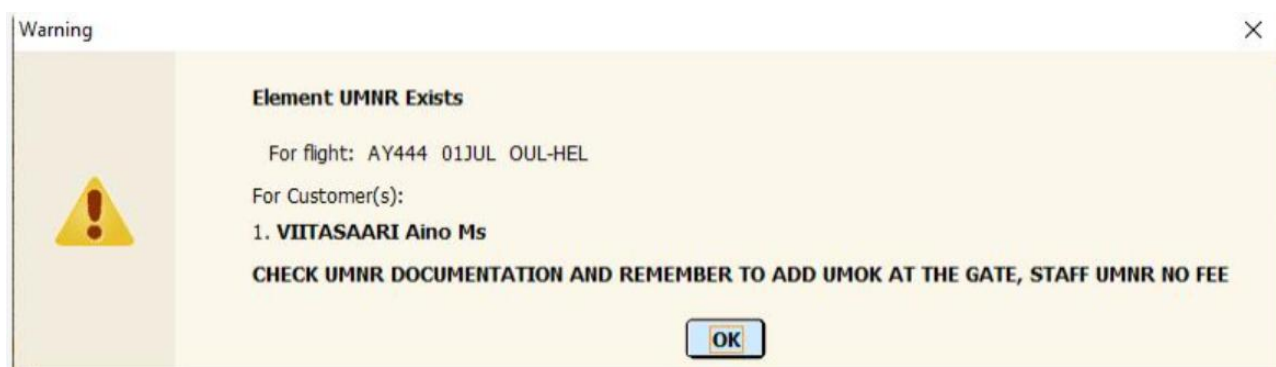 Warning
Element UMNR Exists
For flight: AY444 01JUL OUL-HEL
For Customer(s):
1. VIITASAARI Aino Ms
CHECK UMNR DOCUMENTATION AND REMEMBER TO ADD UMOK AT THE GATE, STAFF UMNR NO FEE
OK